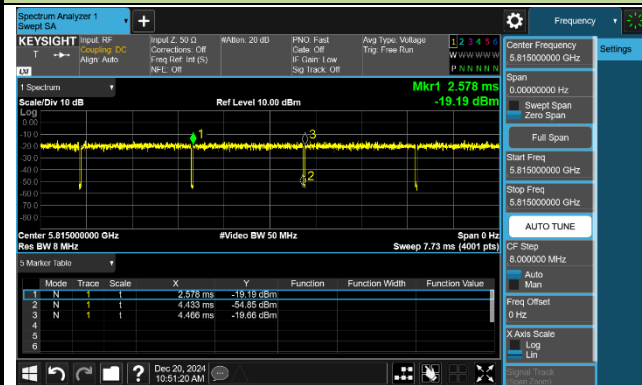 Spectrum Analyzer 1
Swept SA
+
Frequency
KEYSIGHT
Input: RF
Coupling: DC
Align: Auto
Input Z: 50 Ω
Corrections: Off
Freq Ref: Int (S)
NFE: Off
#Atten: 20 dB
PNO: Fast
Gate: Off
IF Gain: Low
Sig Track: Off
Avg Type: Voltage
Trig: Free Run
1 2 3 4 5 6
W W W W W W
P N N N N N
LXI
1 Spectrum
Scale/Div 10 dB
Ref Level 10.00 dBm
Mkr1 2.578 ms
-19.19 dBm
Log
0.00
-10.0
-20.0
-30.0
-40.0
-50.0
-60.0
-70.0
-80.0
1
3
2
Center 5.815000000 GHz
Res BW 8 MHz
#Video BW 50 MHz
Span 0 Hz
Sweep 7.73 ms (4001 pts)
5 Marker Table
Mode Trace Scale X Y Function Function Width Function Value
1 N 1 t 2.578 ms -19.19 dBm
2 N 1 t 4.433 ms -54.85 dBm
3 N 1 t 4.466 ms -19.66 dBm
4
5
6
Dec 20, 2024
10:51:20 AM
Center Frequency
5.815000000 GHz
Settings
Span
0.00000000 Hz
Swept Span
Zero Span
Full Span
Start Freq
5.815000000 GHz
Stop Freq
5.815000000 GHz
AUTO TUNE
CF Step
8.000000 MHz
Auto
Man
Freq Offset
0 Hz
X Axis Scale
Log
Lin
Signal Track
(Span Zoom)